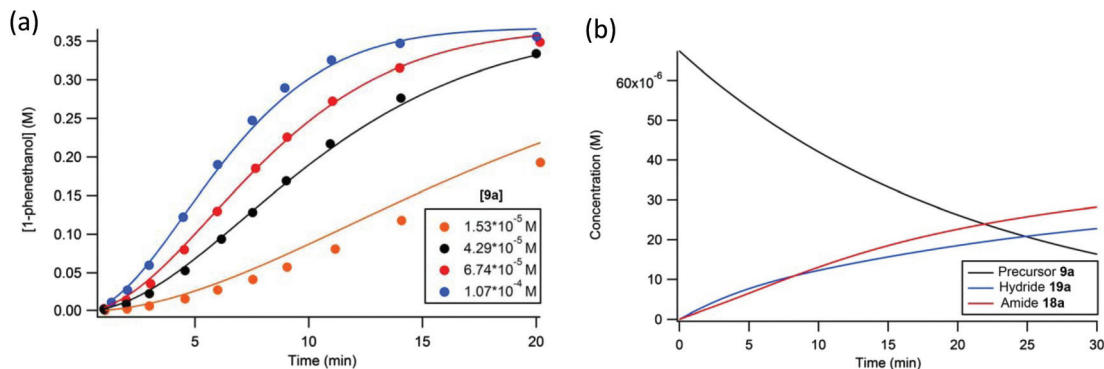 (a)
[1-phenethanol] (M)
0.35
0.30
0.25
0.20
0.15
0.10
0.05
0.00
5
10
15
20
Time (min)
[9a]
1.53*10-5 M
4.29*10-5 M
6.74*10-5 M
1.07*10-4 M
(b)
Concentration (M)
60x10-6
50
40
30
20
10
0
0
5
10
15
20
25
30
Time (min)
Precursor 9a
Hydride 19a
Amide 18a